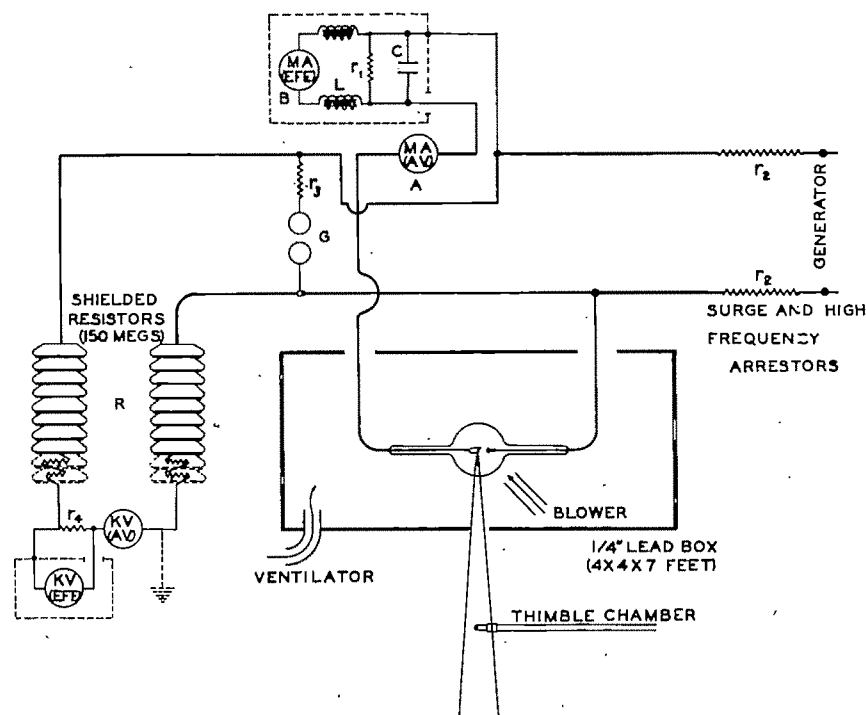 MA
(EFF)
B
L
r₁
C
MA
(AV)
A
r₂
GENERATOR
r₃
G
r₂
SURGE AND HIGH
FREQUENCY
ARRESTORS
SHIELDED
RESISTORS
(150 MEGS)
R
r₄
KV
(AV)
KV
(EFF)
BLOWER
VENTILATOR
1/4" LEAD BOX
(4X4X7 FEET)
THIMBLE CHAMBER